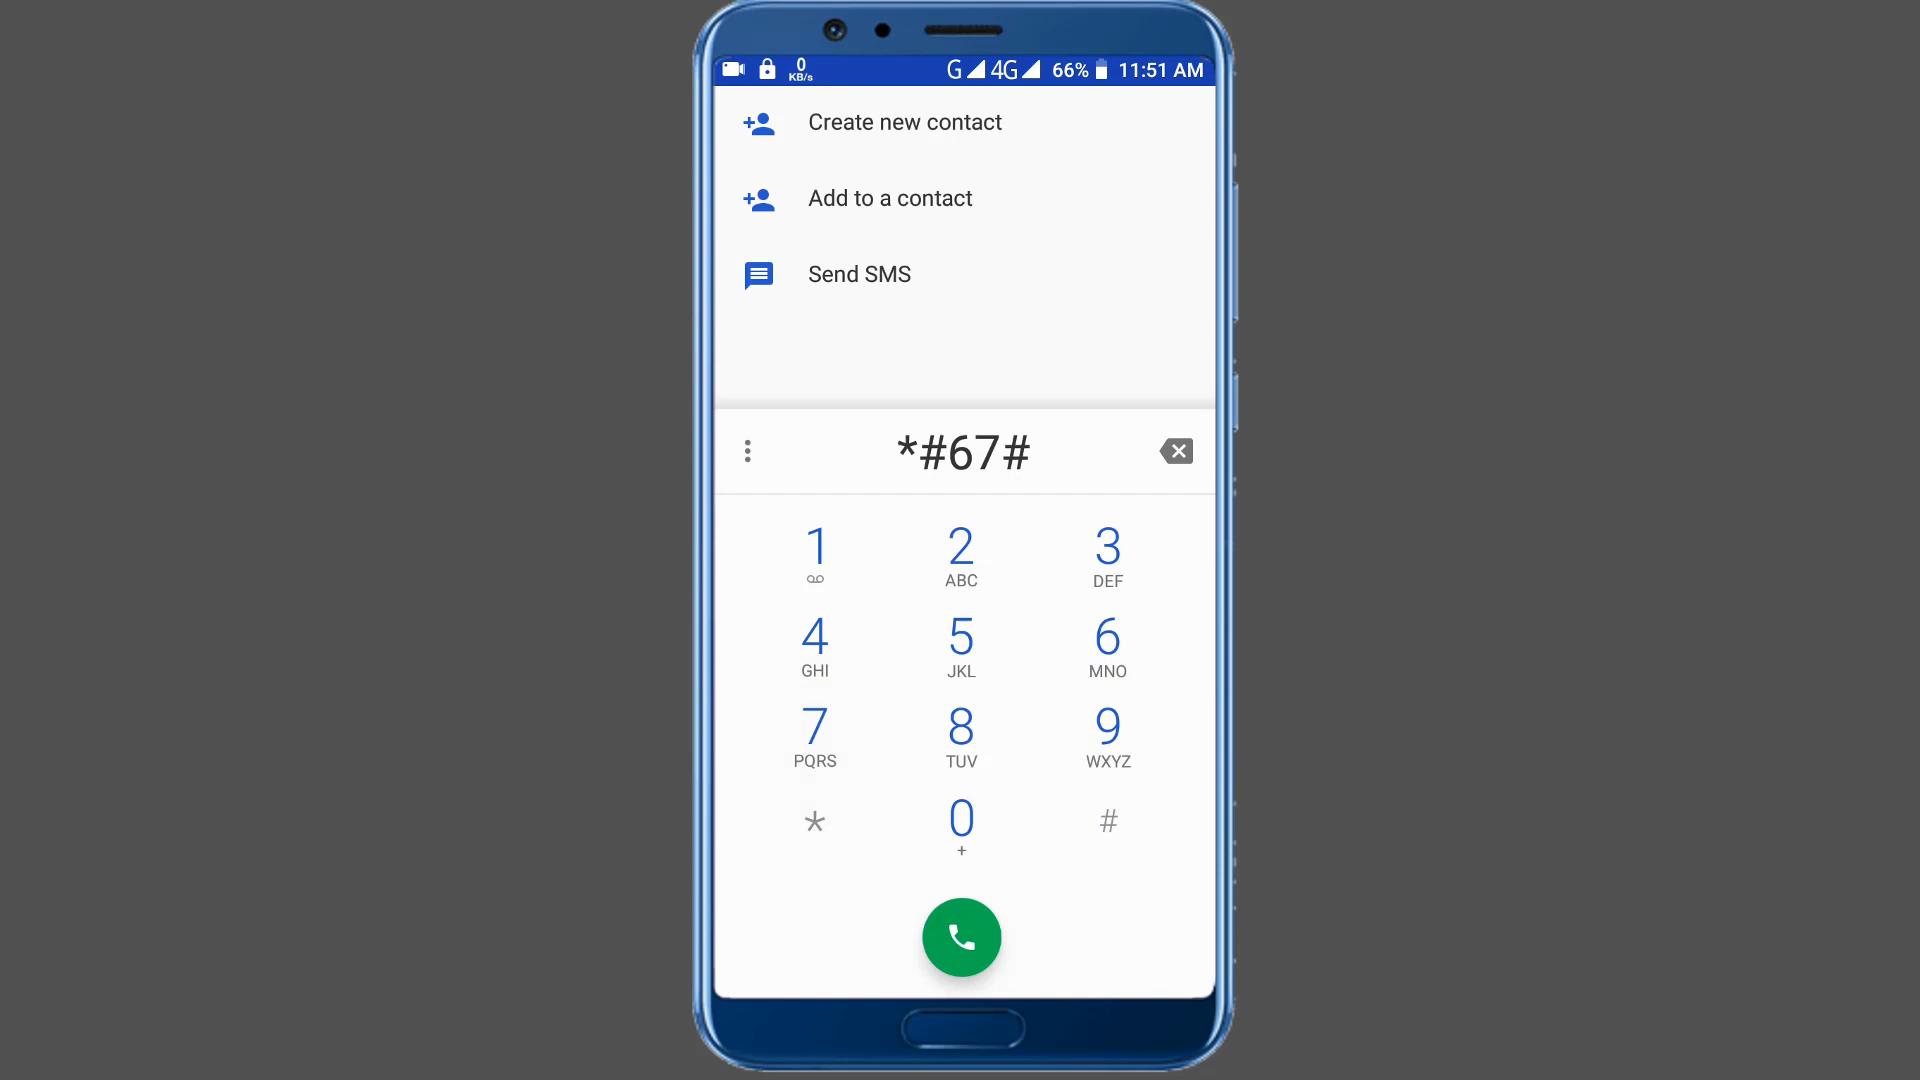 0
KB/s
G 4G 66% 11:51 AM
Create new contact
Add to a contact
Send SMS
*#67#
1 2 3
ABC DEF
4 5 6
GHI JKL MNO
7 8 9
PQRS TUV WXYZ
* 0 #
+